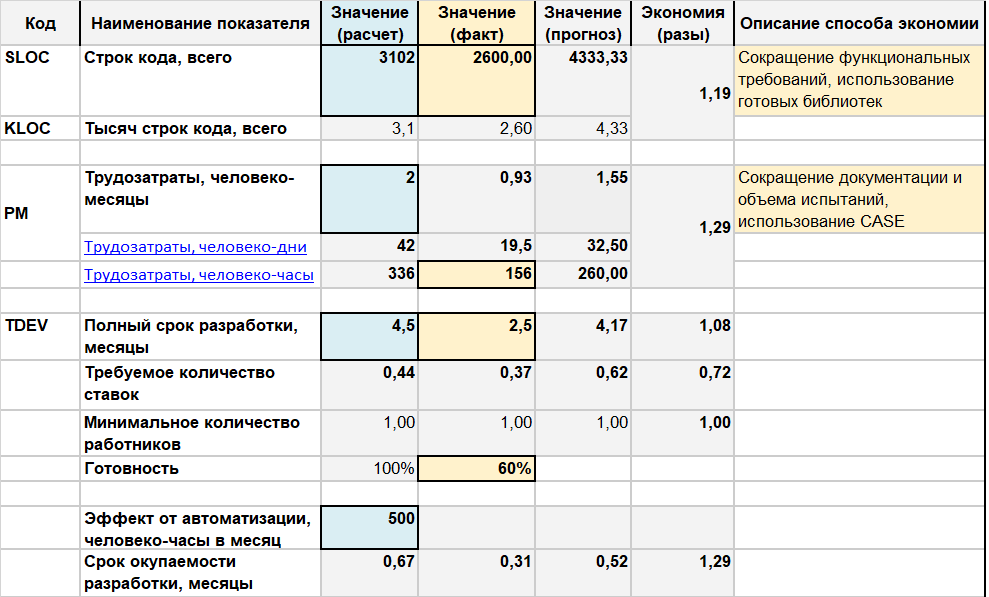 Код Наименование показателя Значение (расчет) Значение (факт) Значение (прогноз) Экономия (разы) Описание способа экономии
SLOC Строк кода, всего 3102 2600,00 4333,33 1,19 Сокращение функциональных
требований, использование
готовых библиотек
KLOC Тысяч строк кода, всего 3,1 2,60 4,33
PM Трудозатраты, человеко- 2 0,93 1,55 1,29 Сокращение документации и
месяцы объема испытаний,
использование CASE
Трудозатраты, человеко-дни 42 19,5 32,50
Трудозатраты, человеко-часы 336 156 260,00
TDEV Полный срок разработки, 4,5 2,5 4,17 1,08
месяцы
Требуемое количество 0,44 0,37 0,62 0,72
ставок
Минимальное количество 1,00 1,00 1,00 1,00
работников
Готовность 100% 60%
Эффект от автоматизации, 500
человеко-часы в месяц
Срок окупаемости 0,67 0,31 0,52 1,29
разработки, месяцы